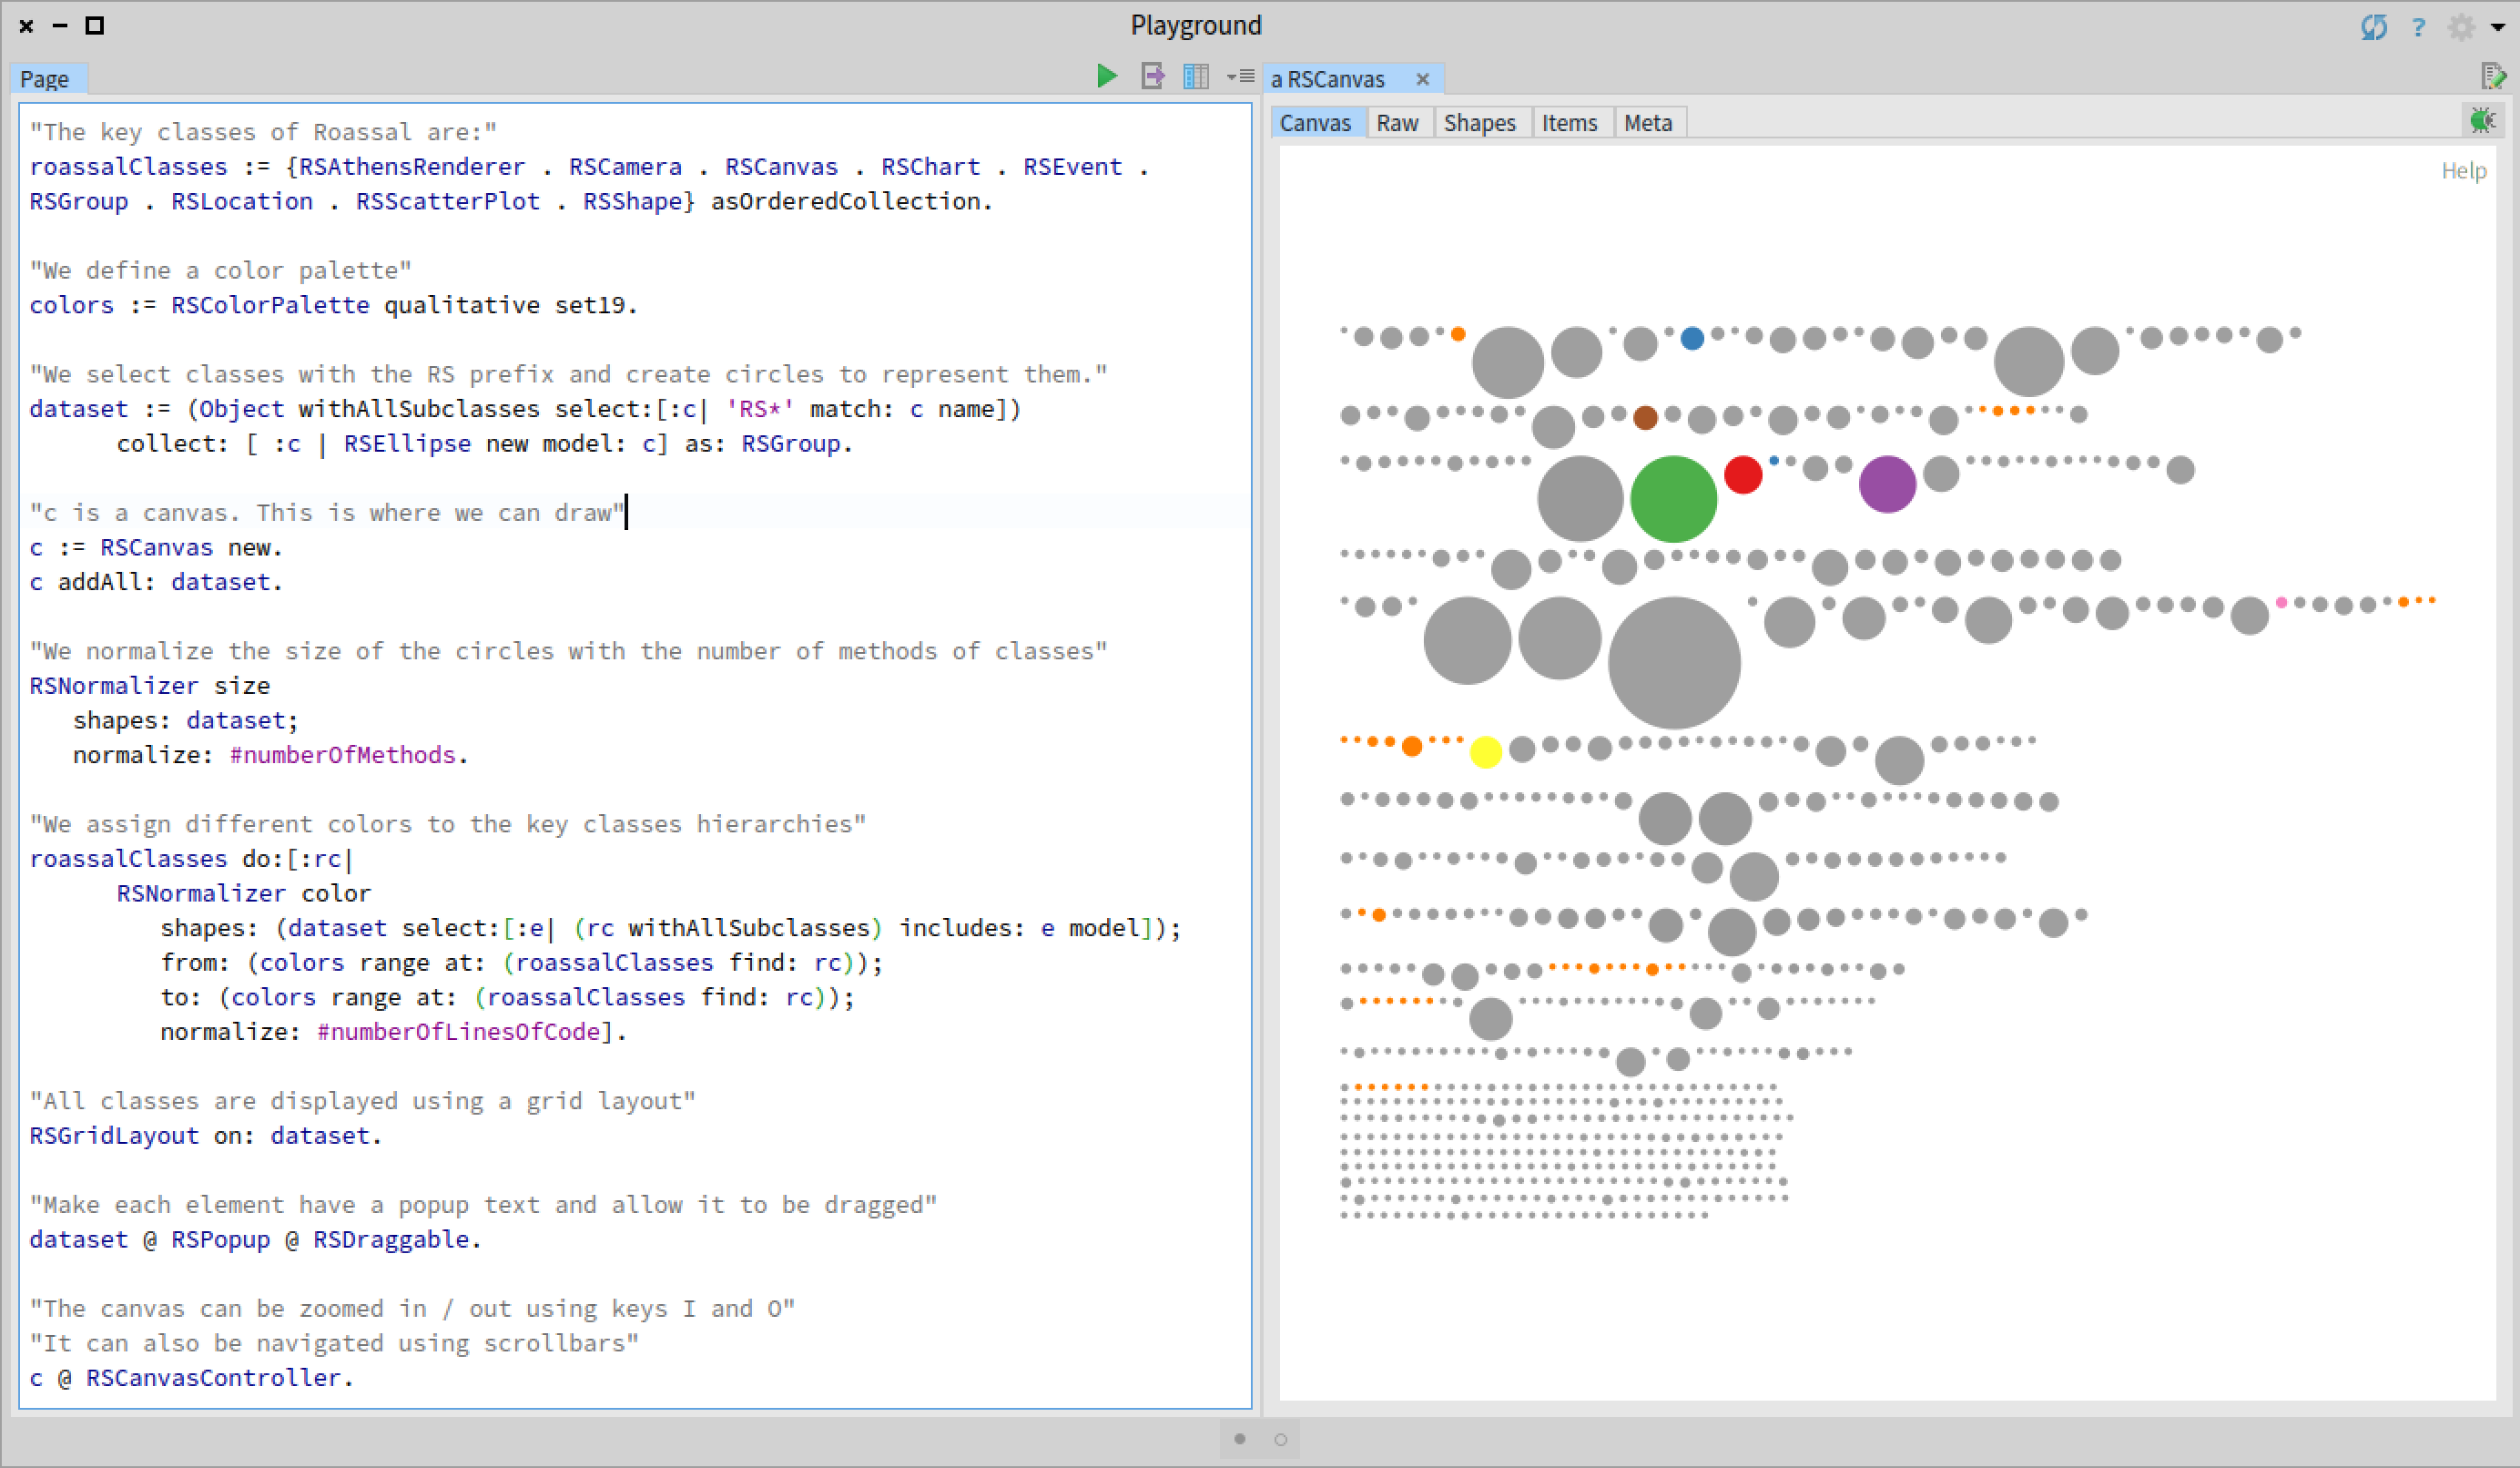 Playground
?
Page
a RSCanvas
"The key classes of Roassal are:"
roassalClasses := {RSAthensRenderer . RSCamera . RSCanvas . RSChart . RSEvent .
RSGroup . RSLocation . RSScatterPlot . RSShape} asOrderedCollection.
"We define a color palette"
colors := RSColorPalette qualitative set19.
"We select classes with the RS prefix and create circles to represent them."
dataset := (Object withAllSubclasses select:[:c| 'RS*' match: c name])
collect: [ :c | RSEllipse new model: c] as: RSGroup.
"c is a canvas. This is where we can draw"
c := RSCanvas new.
c addAll: dataset.
"We normalize the size of the circles with the number of methods of classes"
RSNormalizer size
shapes: dataset;
normalize: #numberOfMethods.
"We assign different colors to the key classes hierarchies"
roassalClasses do:[:rc|
RSNormalizer color
shapes: (dataset select:[:e| (rc withAllSubclasses) includes: e model]);
from: (colors range at: (roassalClasses find: rc));
to: (colors range at: (roassalClasses find: rc));
normalize: #numberOfLinesOfCode].
"All classes are displayed using a grid layout"
RSGridLayout on: dataset.
"Make each element have a popup text and allow it to be dragged"
dataset @ RSPopup @ RSDraggable.
"The canvas can be zoomed in / out using keys I and O"
"It can also be navigated using scrollbars"
c @ RSCanvasController.
Canvas Raw Shapes Items Meta
Help